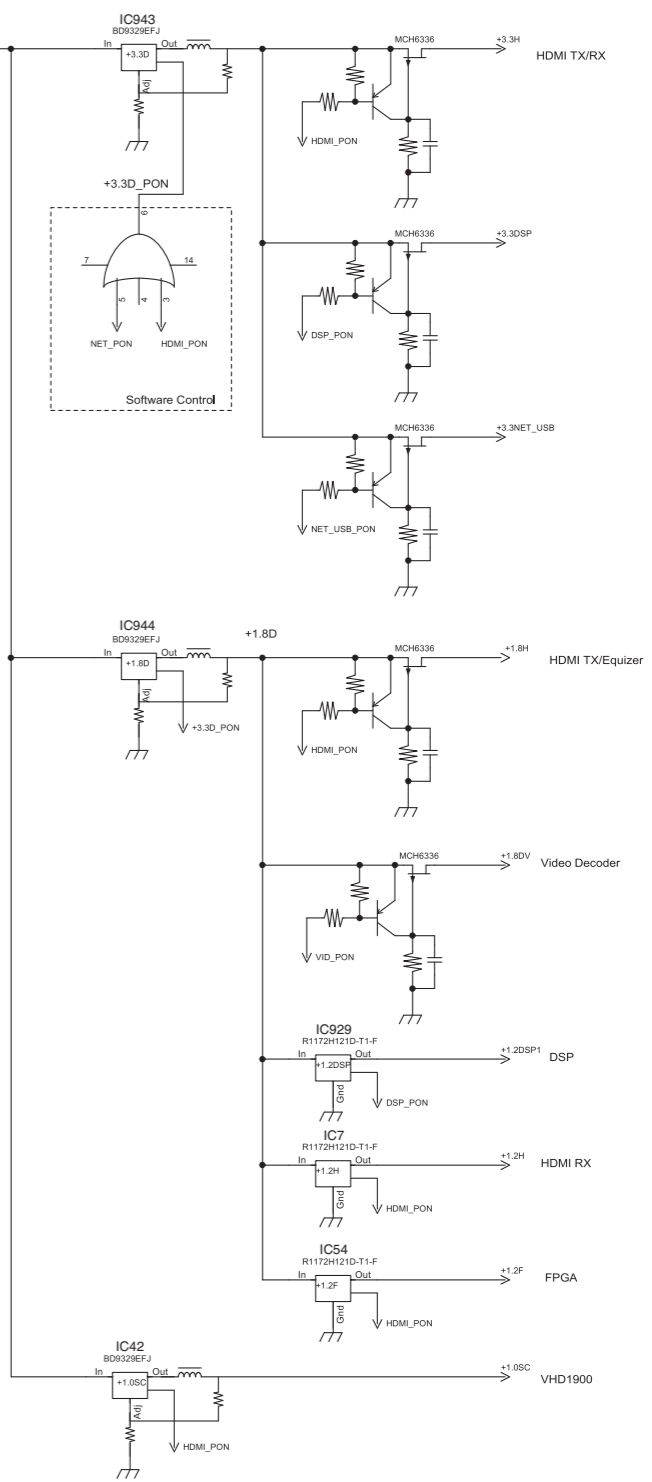 IC943
BD9329EFJ
In
Out
+3.3D
Adj
MCH6336
+3.3H
HDMI TX/RX
HDMI_PON
+3.3D_PON
6
7
14
5
4
3
NET_PON
HDMI_PON
Software Control
MCH6336
+3.3DSP
DSP_PON
MCH6336
+3.3NET_USB
NET_USB_PON
IC944
BD9329EFJ
In
Out
+1.8D
Adj
+3.3D_PON
+1.8D
MCH6336
+1.8H
HDMI TX/Equizer
HDMI_PON
MCH6336
+1.8DV
Video Decoder
VID_PON
IC929
R1172H121D-T1-F
In
Out
+1.2DSP
Gnd
+1.2DSP1
DSP
DSP_PON
IC7
R1172H121D-T1-F
In
Out
+1.2H
Gnd
+1.2H
HDMI RX
HDMI_PON
IC54
R1172H121D-T1-F
In
Out
+1.2F
Gnd
+1.2F
FPGA
HDMI_PON
IC42
BD9329EFJ
In
Out
+1.0SC
Adj
+1.0SC
VHD1900
HDMI_PON